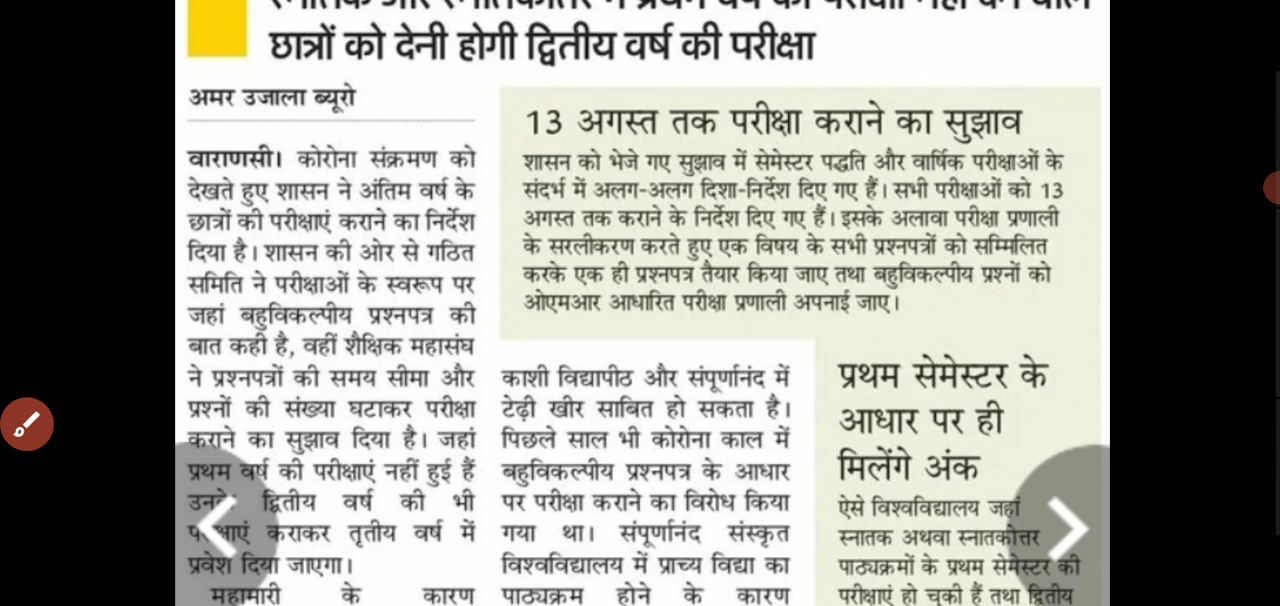 छात्रों को देनी होगी द्वितीय वर्ष की परीक्षा
अमर उजाला ब्यूरो
वाराणसी। कोरोना संक्रमण को
देखते हुए शासन ने अंतिम वर्ष के
छात्रों की परीक्षाएं कराने का निर्देश
दिया है। शासन की ओर से गठित
समिति ने परीक्षाओं के स्वरूप पर
जहां बहुविकल्पीय प्रश्नपत्र की
बात कही है, वहीं शैक्षिक महासंघ
ने प्रश्नपत्रों की समय सीमा और
प्रश्नों की संख्या घटाकर परीक्षा
कराने का सुझाव दिया है। जहां
प्रथम वर्ष की परीक्षाएं नहीं हुई हैं
द्वितीय वर्ष की भी
कराकर तृतीय वर्ष में
प्रवेश दिया जाएगा।
महामारी के कारण
13 अगस्त तक परीक्षा कराने का सुझाव
शासन को भेजे गए सुझाव में सेमेस्टर पद्धति और वार्षिक परीक्षाओं के
संदर्भ में अलग-अलग दिशा-निर्देश दिए गए हैं। सभी परीक्षाओं को 13
अगस्त तक कराने के निर्देश दिए गए हैं। इसके अलावा परीक्षा प्रणाली
के सरलीकरण करते हुए एक विषय के सभी प्रश्नपत्रों को सम्मिलित
करके एक ही प्रश्नपत्र तैयार किया जाए तथा बहुविकल्पीय प्रश्नों को
ओएमआर आधारित परीक्षा प्रणाली अपनाई जाए।
काशी विद्यापीठ और संपूर्णानंद में
टेढ़ी खीर साबित हो सकता है।
पिछले साल भी कोरोना काल में
बहुविकल्पीय प्रश्नपत्र के आधार
पर परीक्षा कराने का विरोध किया
गया था। संपूर्णानंद संस्कृत
विश्वविद्यालय में प्राच्य विद्या का
पाठ्यक्रम होने के कारण
प्रथम सेमेस्टर के
आधार पर ही
मिलेंगे अंक
ऐसे विश्वविद्यालय जहां
स्नातक अथवा स्नातकोत्तर
पाठ्यक्रमों के प्रथम सेमेस्टर की
परीक्षाएं हो चुकी हैं तथा द्वितीय